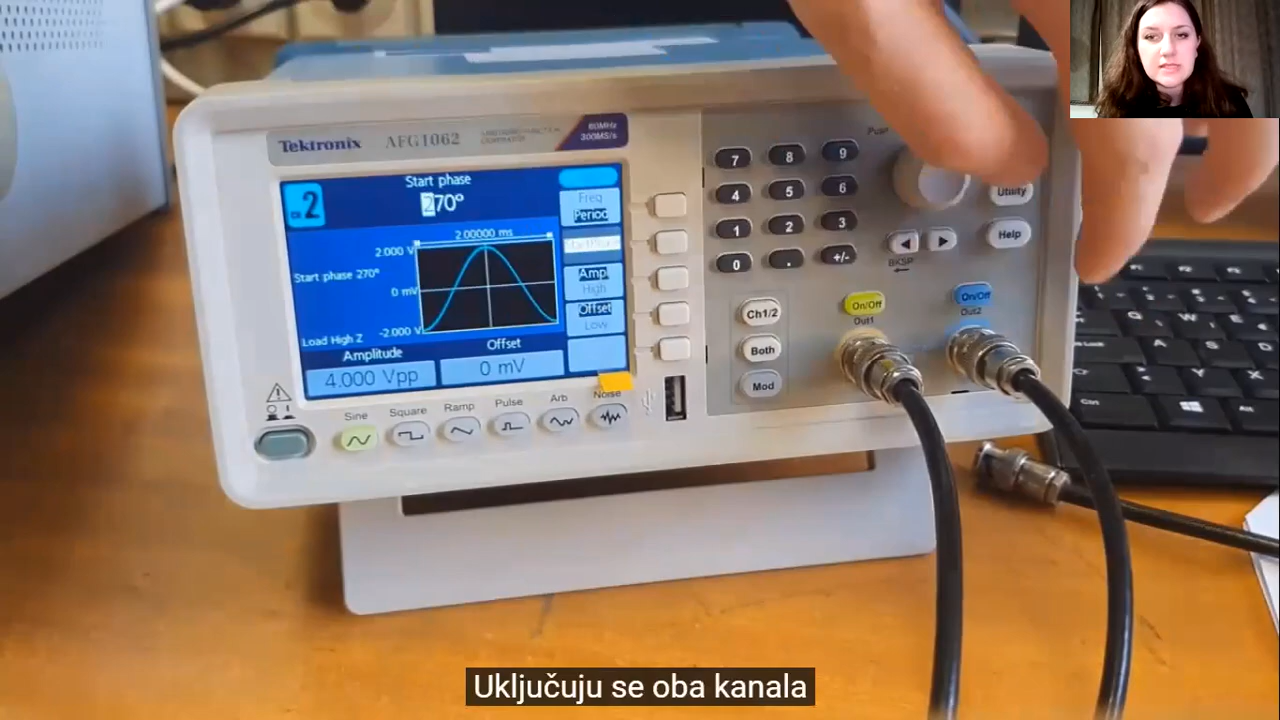 Tektronix AFG1062
60MHz
300MS/s
CH 2
Start phase
270°
2.00000 ms
2.000 V
Start phase 270°
0 mV
-2.000 V
Load High Z
Amplitude
4.000 Vpp
Offset
0 mV
Freq
Period
Amp
High
Offset
Low
Sine
Square
Ramp
Pulse
Arb
Noise
7 8 9
4 5 6
1 2 3
0 . +/-
Utility
Help
BKSP
Ch1/2
Both
Mod
On/Off
Out1
On/Off
Out2
Ctrl
Alt
Uključuju se oba kanala